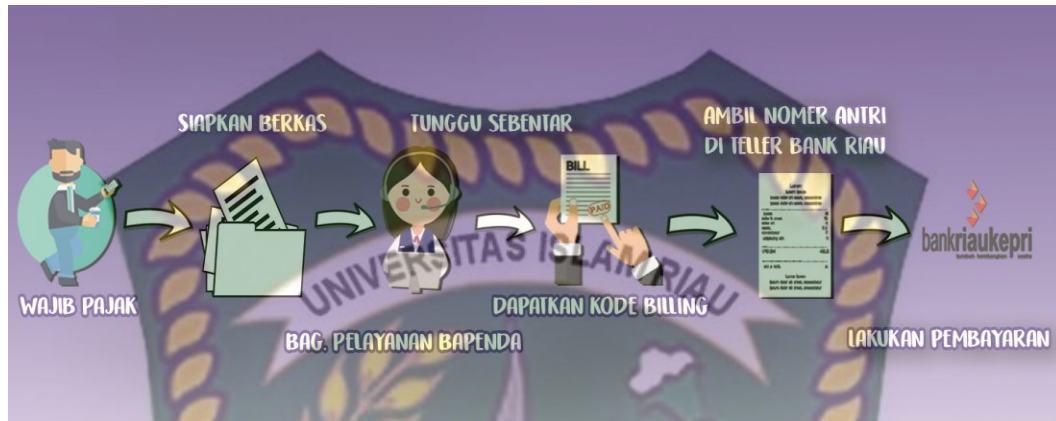 SIAPKAN BERKAS
TUNGGU SEBENTAR
AMBIL NOMER ANTRI
DI TELLER BANK RIAU
BILL
PAID
bankriaukepri
UNIVERSITAS ISLAM RIAU
WAJIB PAJAK
DAPATKAN KODE BILLING
BAG. PELAYANAN BAPENDA
LAKUKAN PEMBAYARAN